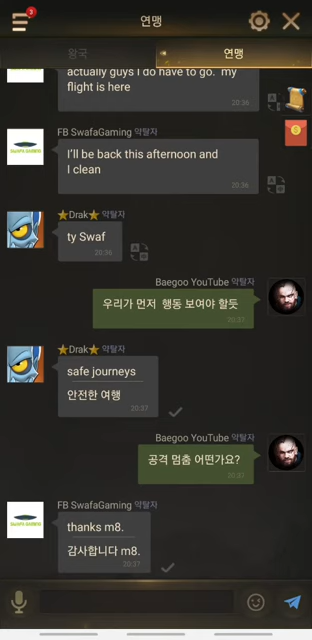 3
연맹
왕국
연맹
actually guys I do have to go. my
flight is here
20:36
FB SwafaGaming 약탈자
I'll be back this afternoon and
I clean
20:36
⭐Drak⭐ 약탈자
ty Swaf
20:36
Baegoo YouTube 약탈자
우리가 먼저 행동 보여야 할듯
20:37
⭐Drak⭐ 약탈자
safe journeys
안전한 여행
20:37
Baegoo YouTube 약탈자
공격 멈춤 어떤가요?
20:37
FB SwafaGaming 약탈자
thanks m8.
감사합니다 m8.
20:37